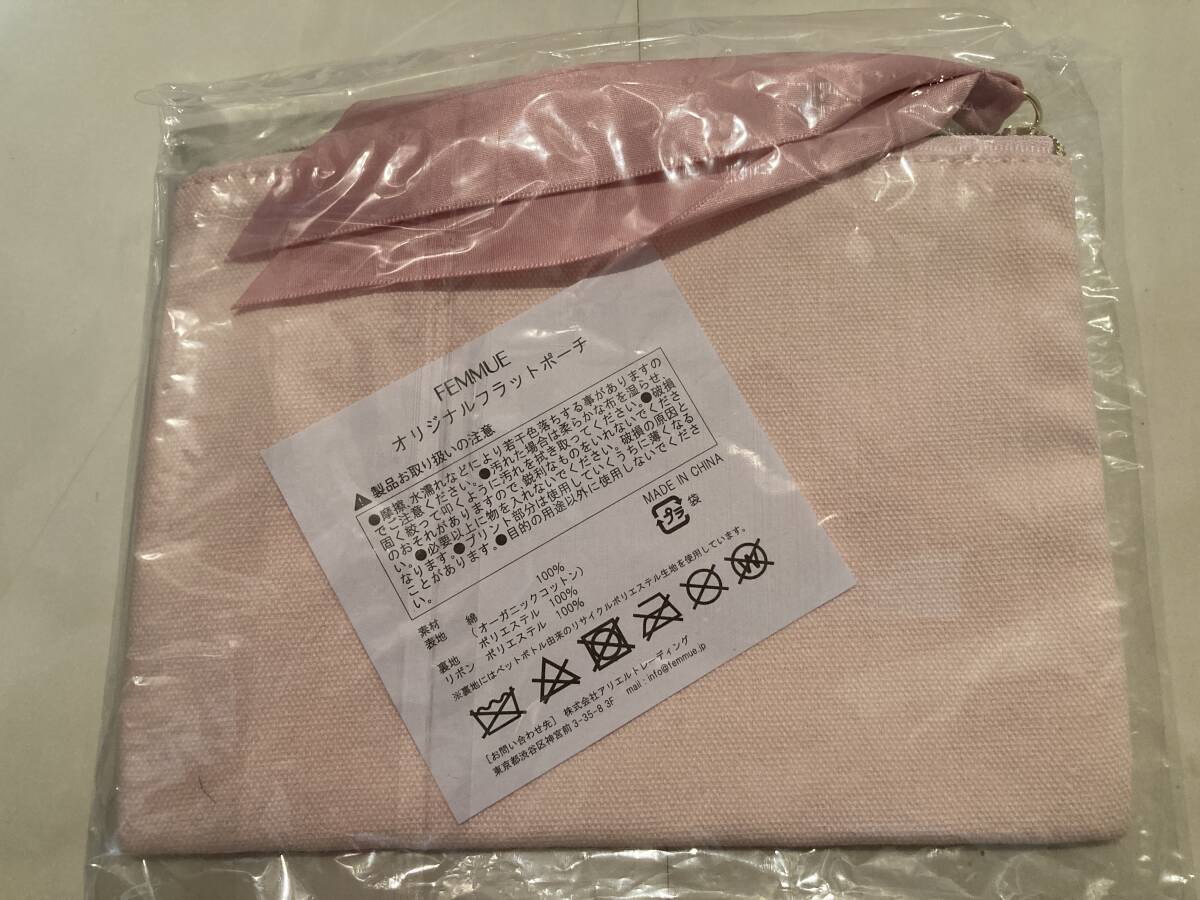 FEMMUE
オリジナルフラットポーチ
製品お取り扱いの注意
●摩擦、水濡れなどにより若干色落ちする事がありますの
でご注意ください。●汚れた場合は柔らかな布を湿らせ、
固く絞って叩くように汚れを拭き取ってください。●破損
のおそれがありますので、鋭利なものをいれないでくださ
い。●必要以上に物を入れないでください。破損の原因と
なります。●プリント部分は使用していくうちに薄くなる
ことがあります。●目的の用途以外に使用しないでくださ
い。
MADE IN CHINA
プラ
袋
素材
表地 綿 100%
(オーガニックコットン)
裏地 ポリエステル 100%
リボン ポリエステル 100%
※裏地にはペットボトル由来のリサイクルポリエステル生地を使用しています。
W
[お問い合わせ先] 株式会社アリエルトレーディング
東京都渋谷区神宮前3-35-8 3F mail : info@femmue.jp